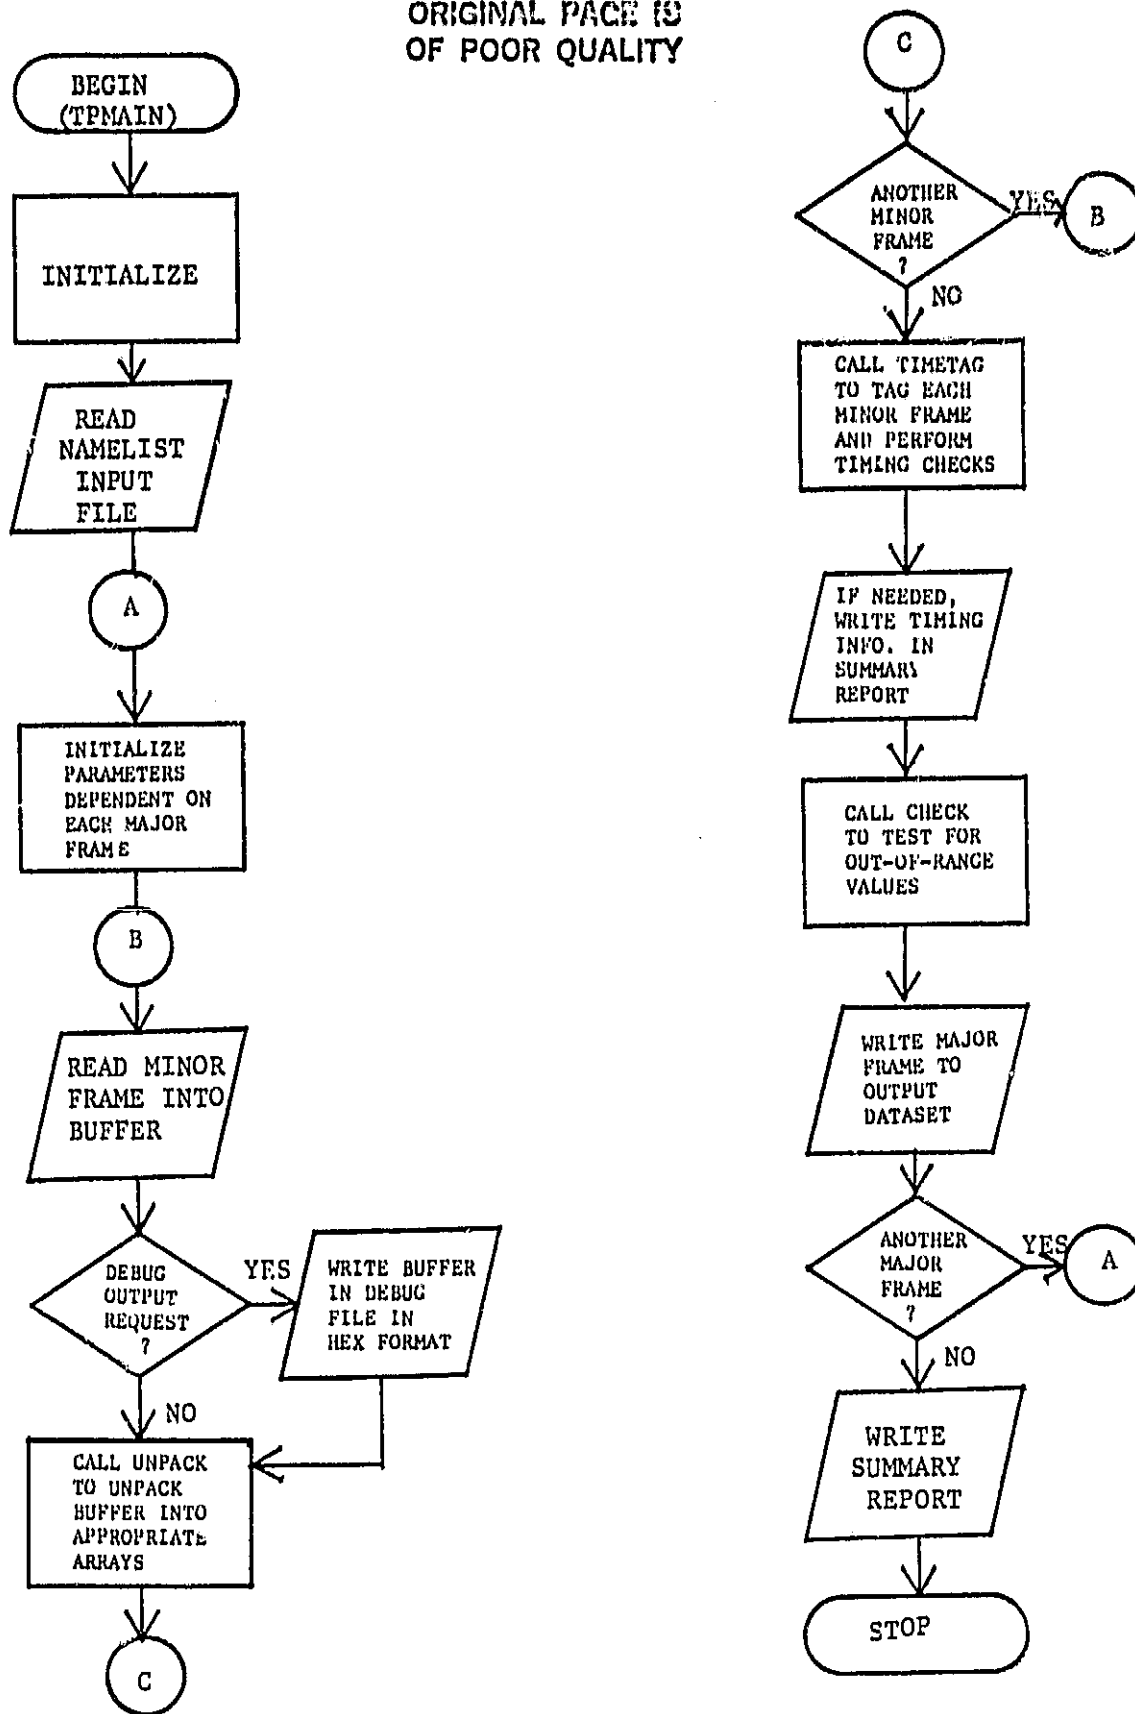 ORIGINAL PAGE IS
OF POOR QUALITY
BEGIN
(TPMAIN)
INITIALIZE
READ
NAMELIST
INPUT
FILE
A
INITIALIZE
PARAMETERS
DEPENDENT ON
EACH MAJOR
FRAME
B
READ MINOR
FRAME INTO
BUFFER
DEBUG
OUTPUT
REQUEST
?
YES
WRITE BUFFER
IN DEBUG
FILE IN
HEX FORMAT
NO
CALL UNPACK
TO UNPACK
BUFFER INTO
APPROPRIATE
ARRAYS
C
C
ANOTHER
MINOR
FRAME
?
YES
B
NO
CALL TIMETAG
TO TAG EACH
MINOR FRAME
AND PERFORM
TIMING CHECKS
IF NEEDED,
WRITE TIMING
INFO. IN
SUMMARY
REPORT
CALL CHECK
TO TEST FOR
OUT-OF-RANGE
VALUES
WRITE MAJOR
FRAME TO
OUTPUT
DATASET
ANOTHER
MAJOR
FRAME
?
YES
A
NO
WRITE
SUMMARY
REPORT
STOP